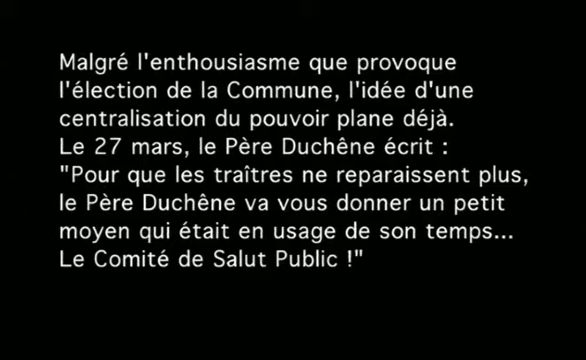 Malgré l'enthousiasme que provoque
l'élection de la Commune, l'idée d'une
centralisation du pouvoir plane déjà.
Le 27 mars, le Père Duchêne écrit :
"Pour que les traîtres ne reparaissent plus,
le Père Duchêne va vous donner un petit
moyen qui était en usage de son temps...
Le Comité de Salut Public !"